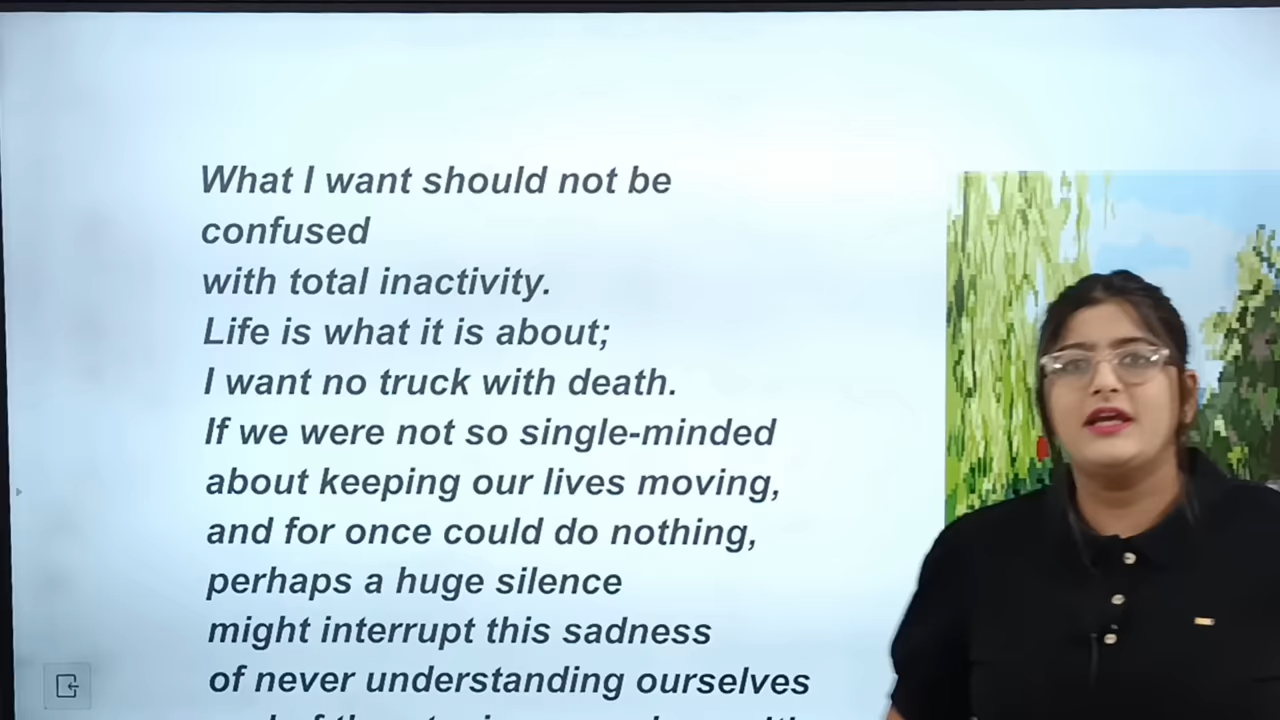 What I want should not be
confused
with total inactivity.
Life is what it is about;
I want no truck with death.
If we were not so single-minded
about keeping our lives moving,
and for once could do nothing,
perhaps a huge silence
might interrupt this sadness
of never understanding ourselves